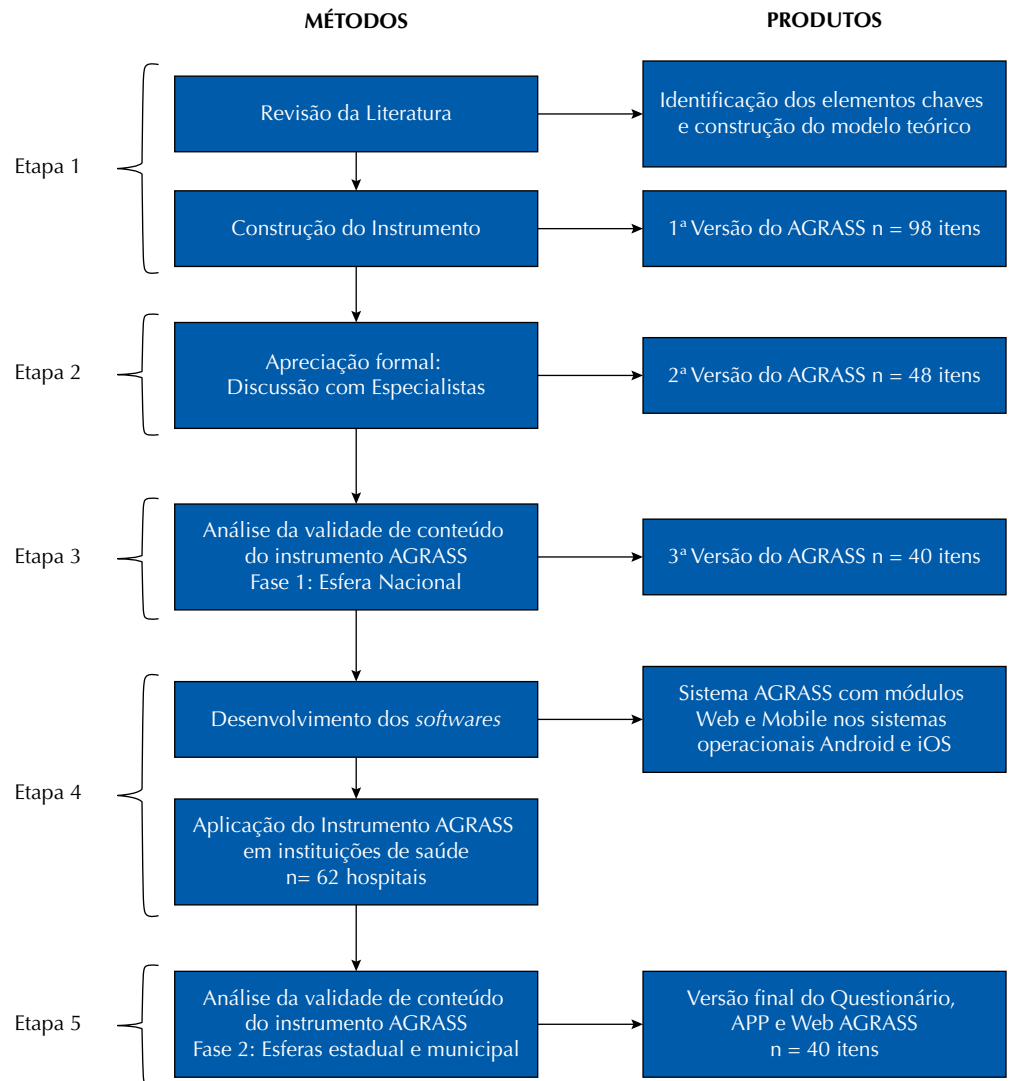 MÉTODOS
PRODUTOS
Etapa 1
Revisão da Literatura
Identificação dos elementos chaves
e construção do modelo teórico
Construção do Instrumento
1ª Versão do AGRASS n = 98 itens
Etapa 2
Apreciação formal:
Discussão com Especialistas
2ª Versão do AGRASS n = 48 itens
Etapa 3
Análise da validade de conteúdo
do instrumento AGRASS
Fase 1: Esfera Nacional
3ª Versão do AGRASS n = 40 itens
Etapa 4
Desenvolvimento dos softwares
Sistema AGRASS com módulos
Web e Mobile nos sistemas
operacionais Android e iOS
Aplicação do Instrumento AGRASS
em instituições de saúde
n= 62 hospitais
Etapa 5
Análise da validade de conteúdo
do instrumento AGRASS
Fase 2: Esferas estadual e municipal
Versão final do Questionário,
APP e Web AGRASS
n = 40 itens